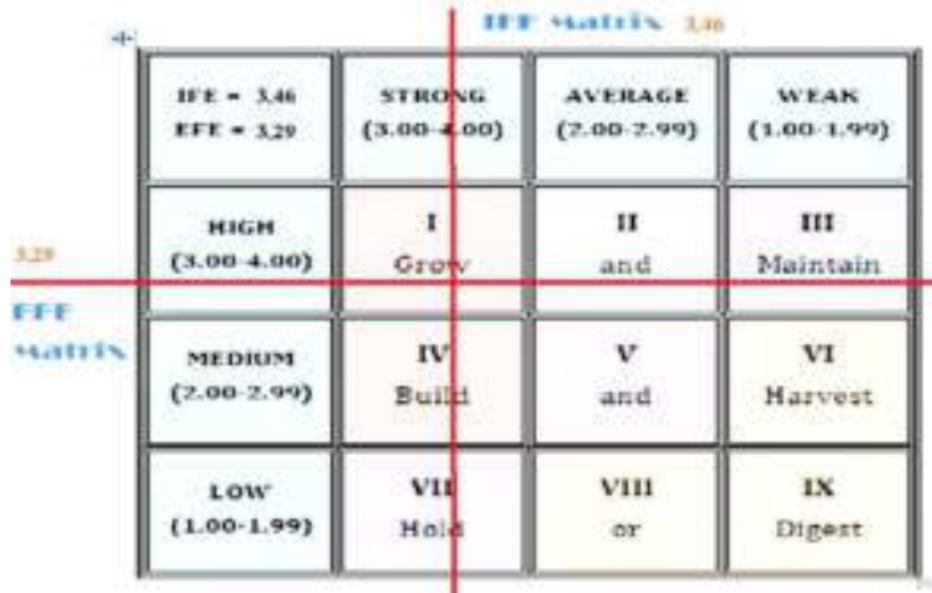 IFE Matrix 3,46
IFE = 3,46
EFE = 3,29
STRONG
(3.00-4.00)
AVERAGE
(2.00-2.99)
WEAK
(1.00-1.99)
HIGH
(3.00-4.00)
I
Grow
II
and
III
Maintain
3,29
EFE
Matrix
MEDIUM
(2.00-2.99)
IV
Build
V
and
VI
Harvest
LOW
(1.00-1.99)
VII
Hold
VIII
or
IX
Digest